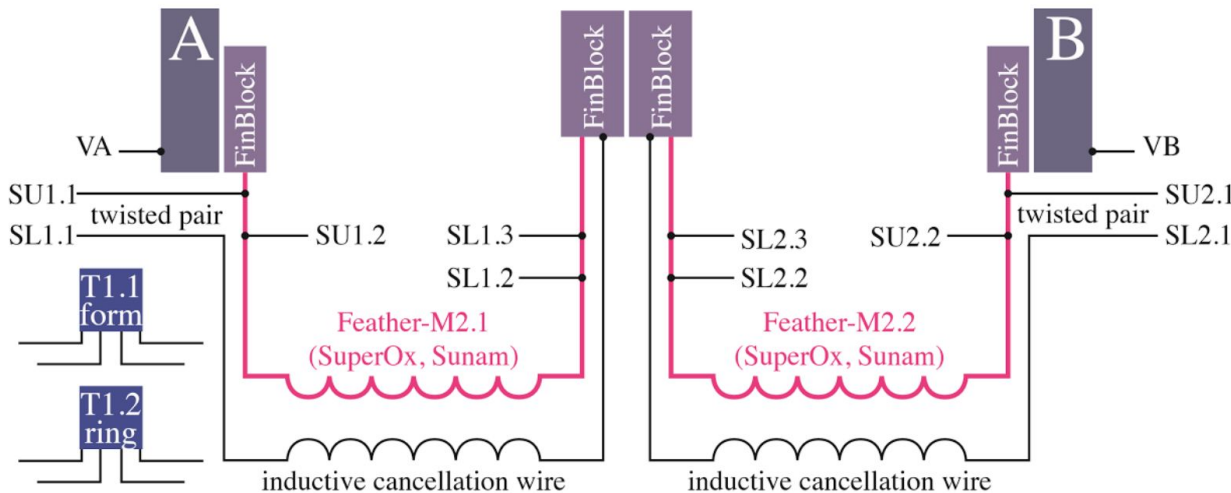 A
FinBlock
FinBlock
FinBlock
FinBlock
B
VA
VB
SU1.1
twisted pair
SL1.1
SU1.2
SL1.3
SL1.2
SL2.3
SL2.2
SU2.2
SU2.1
twisted pair
SL2.1
T1.1
form
T1.2
ring
Feather-M2.1
(SuperOx, Sunam)
Feather-M2.2
(SuperOx, Sunam)
inductive cancellation wire
inductive cancellation wire